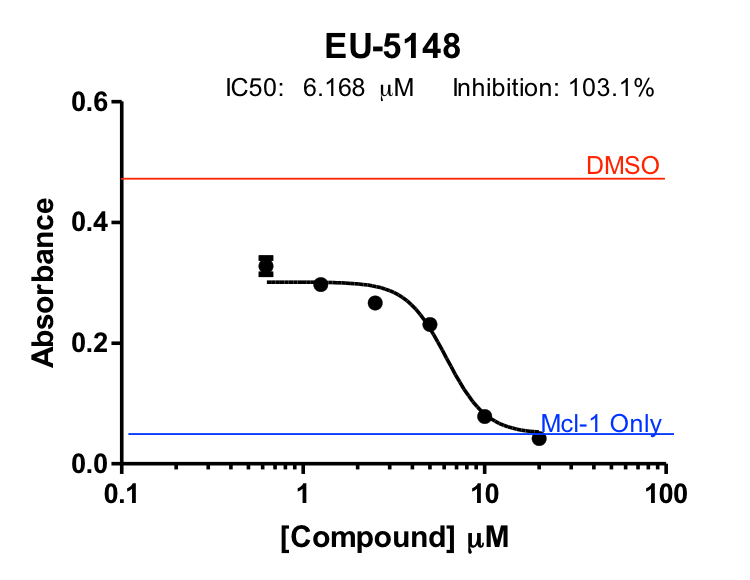 EU-5148
IC50: 6.168 μM Inhibition: 103.1%
0.6
DMSO
0.4
Absorbance
0.2
Mcl-1 Only
0.0
0.1 1 10 100
[Compound] μM